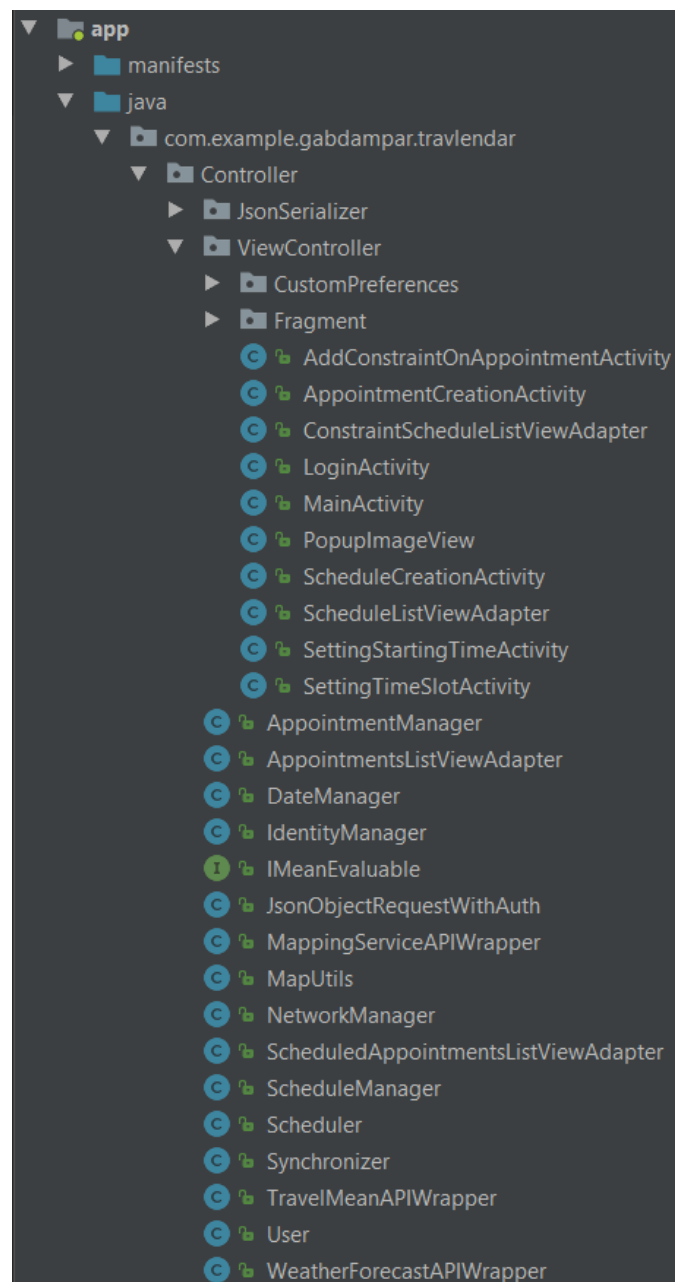 app
manifests
java
com.example.gabdampar.travlendar
Controller
JsonSerializer
ViewController
CustomPreferences
Fragment
C AddConstraintOnAppointmentActivity
C AppointmentCreationActivity
C ConstraintScheduleListViewAdapter
C LoginActivity
C MainActivity
C PopupImageView
C ScheduleCreationActivity
C ScheduleListViewAdapter
C SettingStartingTimeActivity
C SettingTimeSlotActivity
C AppointmentManager
C AppointmentsListViewAdapter
C DateManager
C IdentityManager
I IMeanEvaluable
C JsonObjectRequestWithAuth
C MappingServiceAPIWrapper
C MapUtils
C NetworkManager
C ScheduledAppointmentsListViewAdapter
C ScheduleManager
C Scheduler
C Synchronizer
C TravelMeanAPIWrapper
C User
C WeatherForecastAPIWrapper